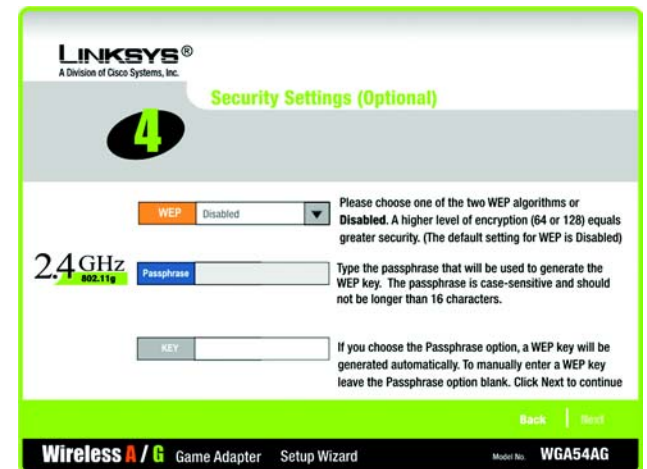 LINKSYS®
A Division of Cisco Systems, Inc.
Security Settings (Optional)
4
WEP Disabled
Please choose one of the two WEP algorithms or
Disabled. A higher level of encryption (64 or 128) equals
greater security. (The default setting for WEP is Disabled)
2.4 GHz
802.11g
Passphrase
Type the passphrase that will be used to generate the
WEP key. The passphrase is case-sensitive and should
not be longer than 16 characters.
KEY
If you choose the Passphrase option, a WEP key will be
generated automatically. To manually enter a WEP key
leave the Passphrase option blank. Click Next to continue
Back | Next
Wireless A / G Game Adapter Setup Wizard Model No. WGA54AG